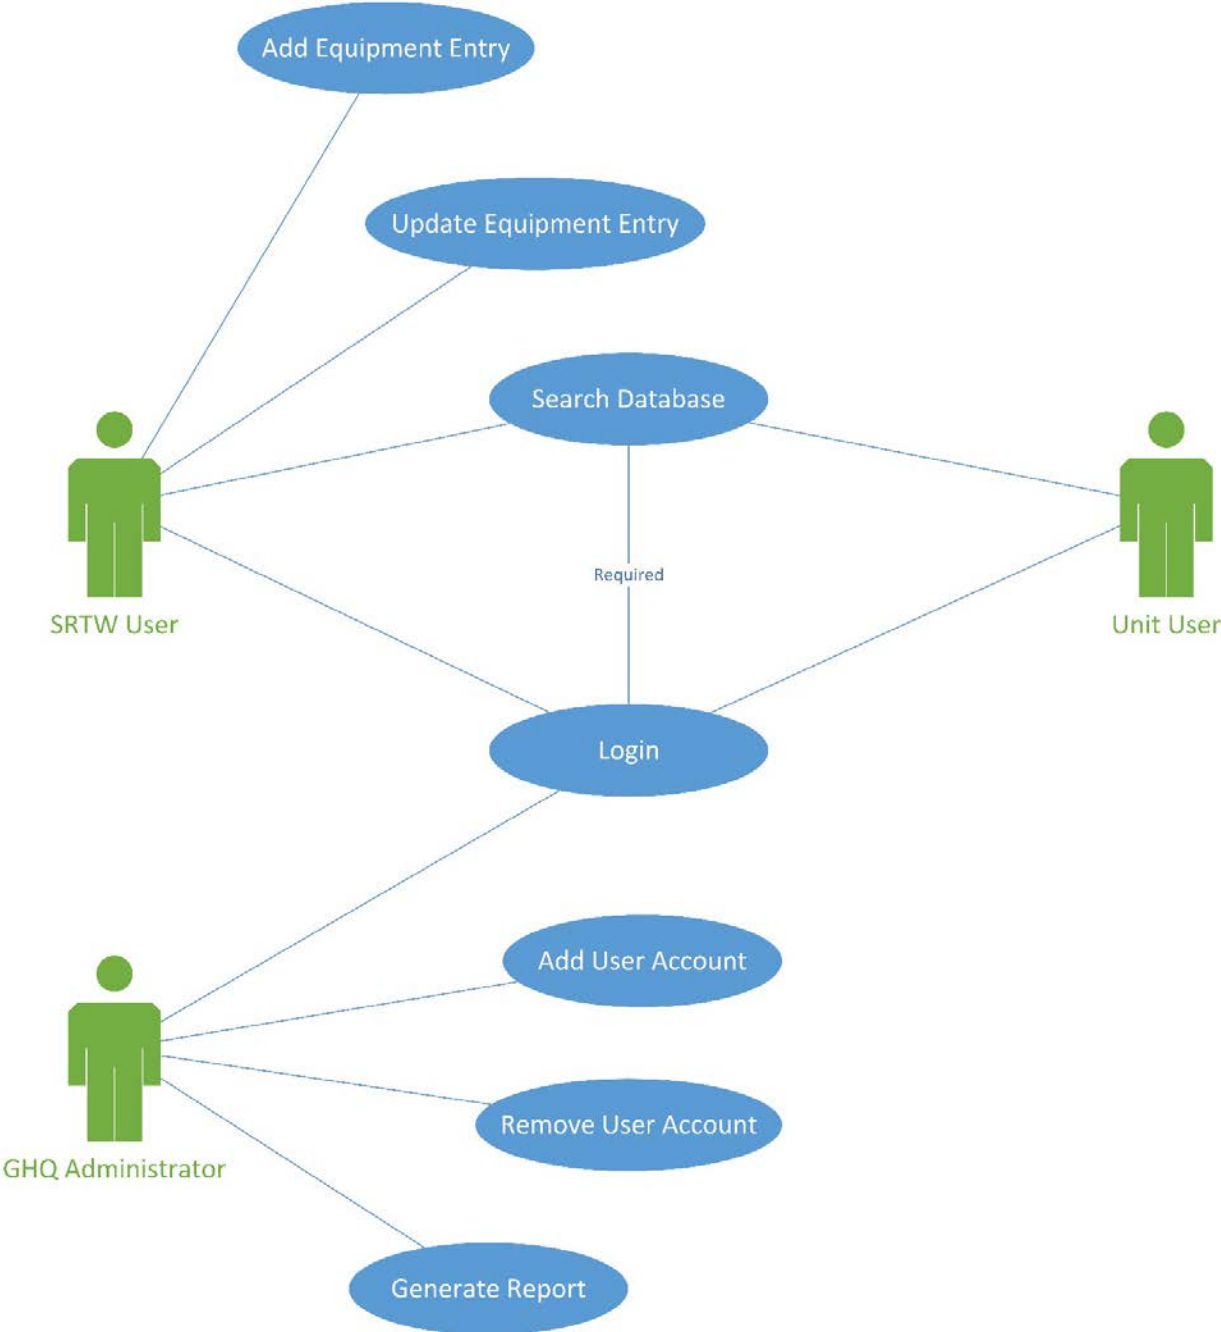 Add Equipment Entry
Update Equipment Entry
Search Database
Required
SRTW User
Unit User
Login
Add User Account
Remove User Account
GHQ Administrator
Generate Report